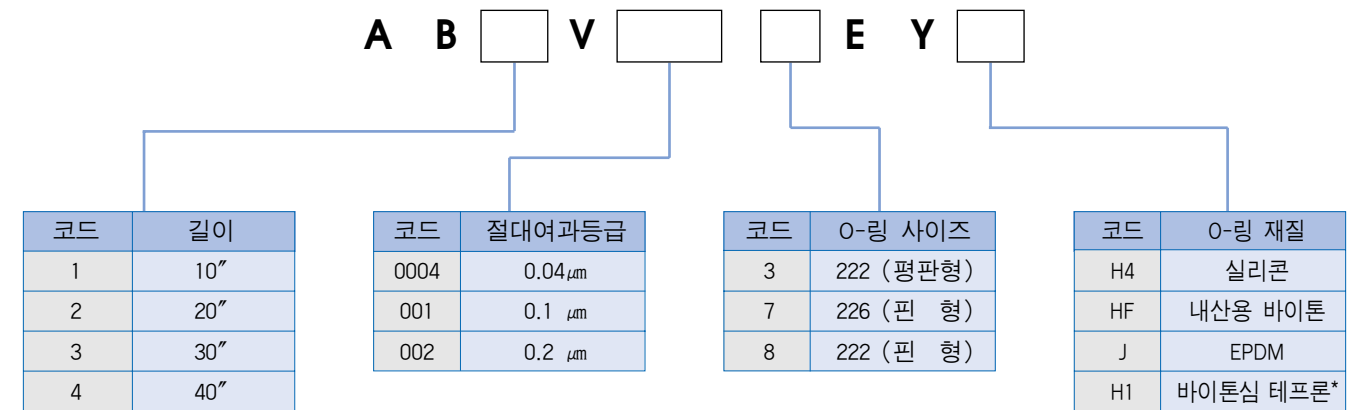 A B V E Y
코드 길이
1 10″
2 20″
3 30″
4 40″
코드 절대여과등급
0004 0.04㎛
001 0.1 ㎛
002 0.2 ㎛
코드 O-링 사이즈
3 222 (평판형)
7 226 (핀 형)
8 222 (핀 형)
코드 O-링 재질
H4 실리콘
HF 내산용 바이톤
J EPDM
H1 바이톤심 테프론*